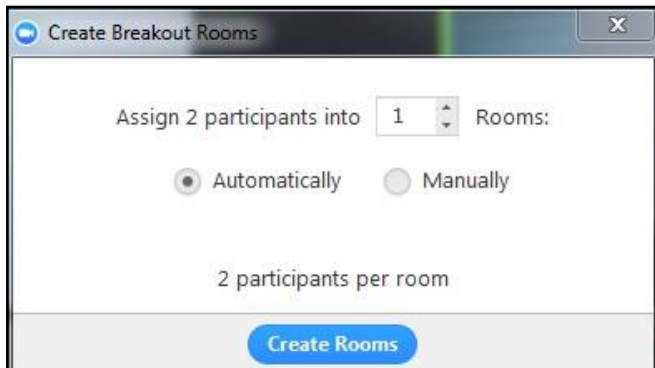 Create Breakout Rooms
Assign 2 participants into 1 Rooms:
Automatically Manually
2 participants per room
Create Rooms